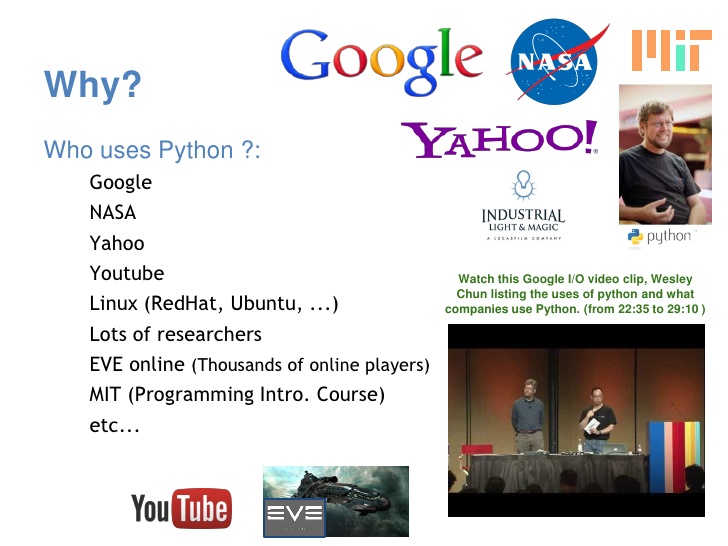 Google
NASA
MIT
Why?
YAHOO!
Who uses Python ?:
Google
NASA
Yahoo
Youtube
Linux (RedHat, Ubuntu, ...)
Lots of researchers
EVE online (Thousands of online players)
MIT (Programming Intro. Course)
etc...
INDUSTRIAL
LIGHT & MAGIC
A LUCASFILM COMPANY
python
Watch this Google I/O video clip, Wesley
Chun listing the uses of python and what
companies use Python. (from 22:35 to 29:10 )
YouTube
EVE